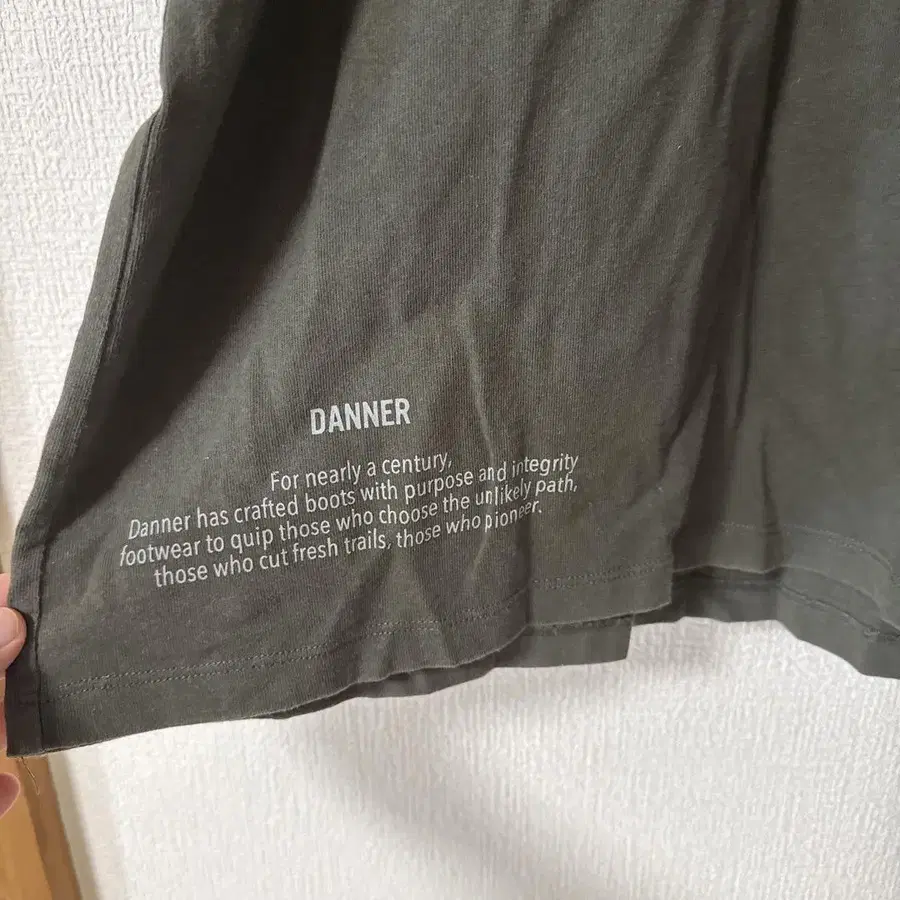 DANNER
For nearly a century,
Danner has crafted boots with purpose and integrity
footwear to quip those who choose the unlikely path,
those who cut fresh trails, those who pioneer.